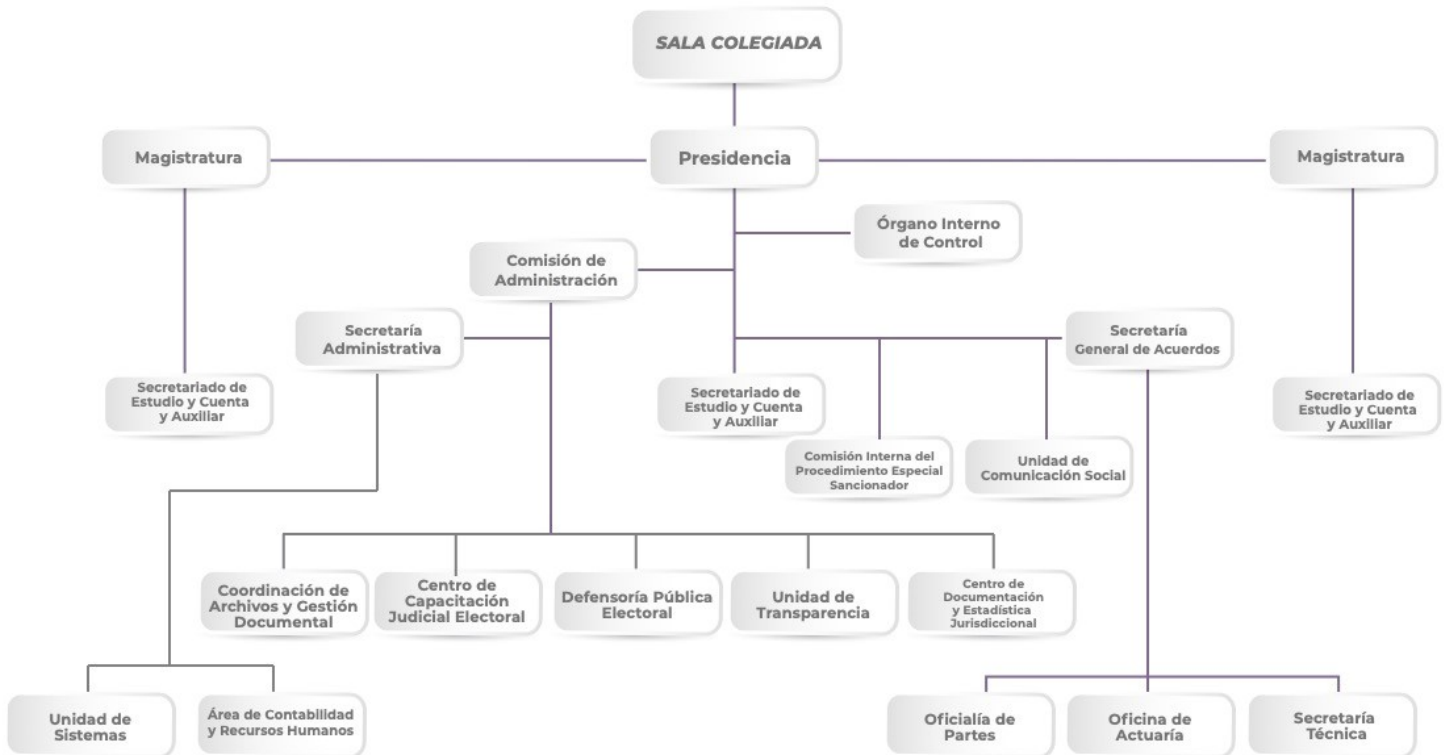 SALA COLEGIADA
Magistratura
Presidencia
Magistratura
Órgano Interno
de Control
Comisión de
Administración
Secretaría
Administrativa
Secretaría
General de Acuerdos
Secretariado de
Estudio y Cuenta
y Auxiliar
Secretariado de
Estudio y Cuenta
y Auxiliar
Secretariado de
Estudio y Cuenta
y Auxiliar
Comisión Interna del
Procedimiento Especial
Sancionador
Unidad de
Comunicación Social
Coordinación de
Archivos y Gestión
Documental
Centro de
Capacitación
Judicial Electoral
Defensoría Pública
Electoral
Unidad de
Transparencia
Centro de
Documentación
y Estadística
Jurisdiccional
Unidad de
Sistemas
Área de Contabilidad
y Recursos Humanos
Oficialía de
Partes
Oficina de
Actuaría
Secretaría
Técnica